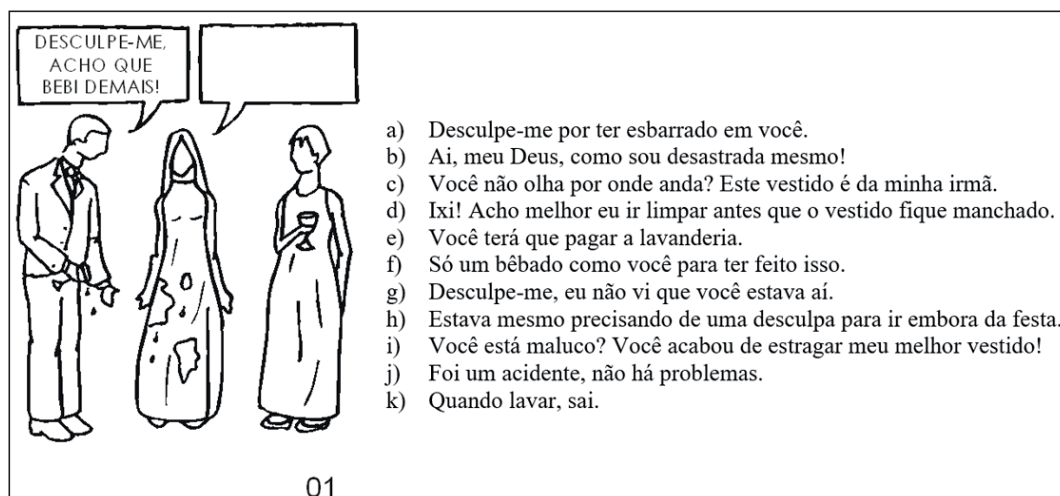 DESCULPE-ME,
ACHO QUE
BEBI DEMAIS!
a) Desculpe-me por ter esbarrado em você.
b) Ai, meu Deus, como sou desastrada mesmo!
c) Você não olha por onde anda? Este vestido é da minha irmã.
d) Ixi! Acho melhor eu ir limpar antes que o vestido fique manchado.
e) Você terá que pagar a lavanderia.
f) Só um bêbado como você para ter feito isso.
g) Desculpe-me, eu não vi que você estava aí.
h) Estava mesmo precisando de uma desculpa para ir embora da festa.
i) Você está maluco? Você acabou de estragar meu melhor vestido!
j) Foi um acidente, não há problemas.
k) Quando lavar, sai.
01